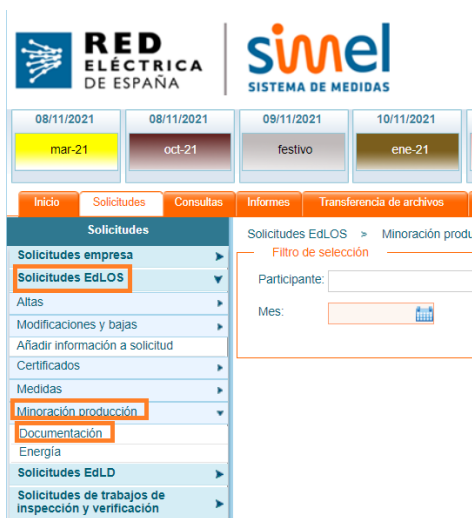 RED
ELÉCTRICA
DE ESPAÑA
simel
SISTEMA DE MEDIDAS
08/11/2021 08/11/2021 09/11/2021 10/11/2021
mar-21 oct-21 festivo ene-21
Inicio Solicitudes Consultas Informes Transferencia de archivos
Solicitudes
Solicitudes EdLOS > Minoración produ
Solicitudes empresa
Filtro de selección
Solicitudes EdLOS
Participante:
Altas
Mes:
Modificaciones y bajas
Añadir información a solicitud
Certificados
Medidas
Minoración producción
Documentación
Energía
Solicitudes EdLD
Solicitudes de trabajos de
inspección y verificación